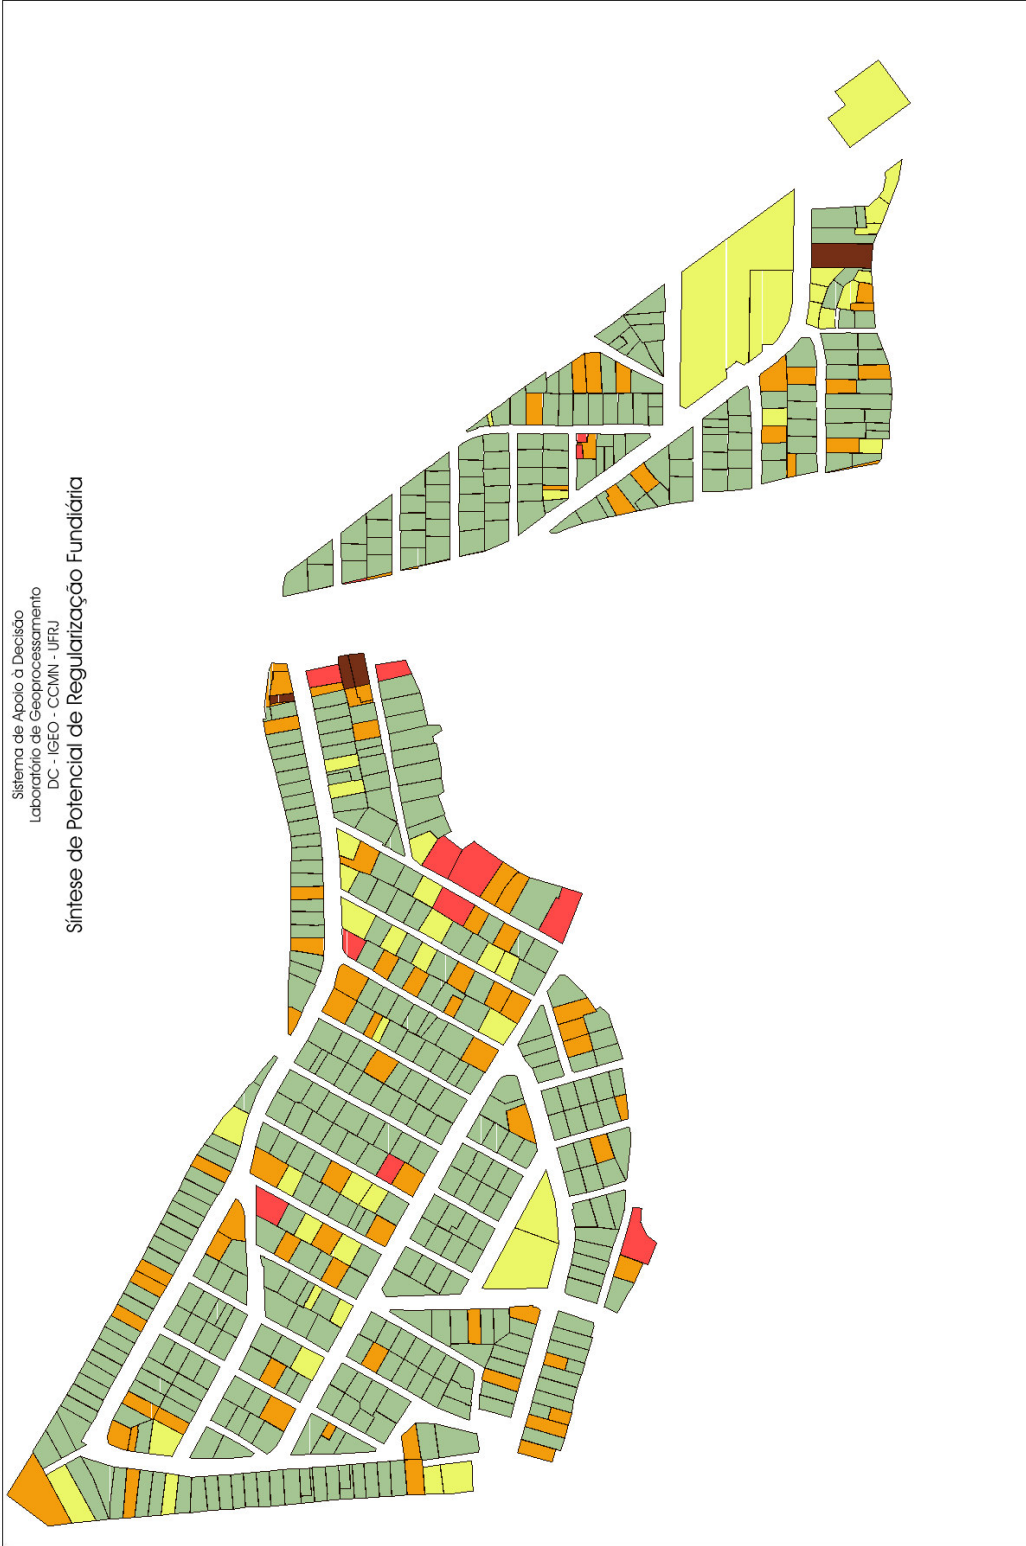 Sistema de Apoio à Decisão
Laboratório de Geoprocessamento
DC - IGEO - CCMN - UFRJ
Síntese de Potencial de Regularização Fundiária